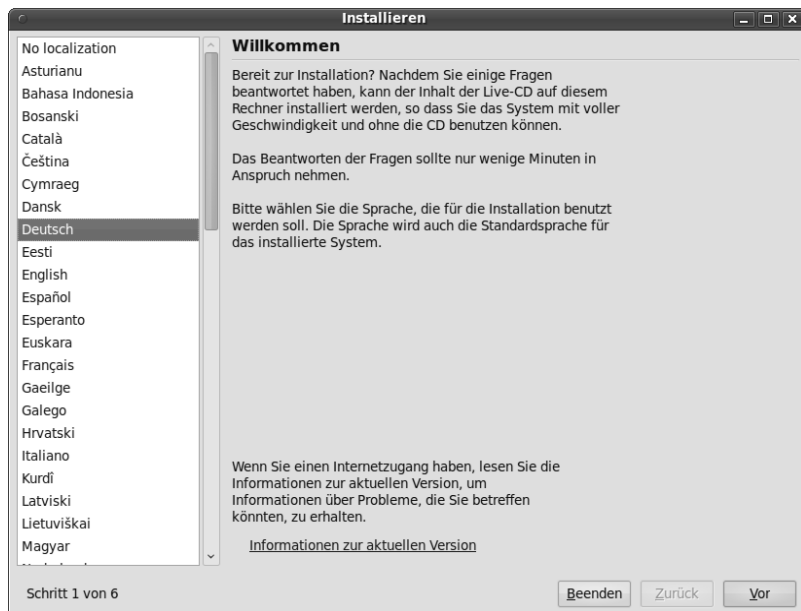 Installieren
No localization
Asturianu
Bahasa Indonesia
Bosanski
Català
Čeština
Cymraeg
Dansk
Deutsch
Eesti
English
Español
Esperanto
Euskara
Français
Gaeilge
Galego
Hrvatski
Italiano
Kurdî
Latviski
Lietuviškai
Magyar
Willkommen
Bereit zur Installation? Nachdem Sie einige Fragen
beantwortet haben, kann der Inhalt der Live-CD auf diesem
Rechner installiert werden, so dass Sie das System mit voller
Geschwindigkeit und ohne die CD benutzen können.
Das Beantworten der Fragen sollte nur wenige Minuten in
Anspruch nehmen.
Bitte wählen Sie die Sprache, die für die Installation benutzt
werden soll. Die Sprache wird auch die Standardsprache für
das installierte System.
Wenn Sie einen Internetzugang haben, lesen Sie die
Informationen zur aktuellen Version, um
Informationen über Probleme, die Sie betreffen
könnten, zu erhalten.
Informationen zur aktuellen Version
Schritt 1 von 6
Beenden
Zurück
Vor